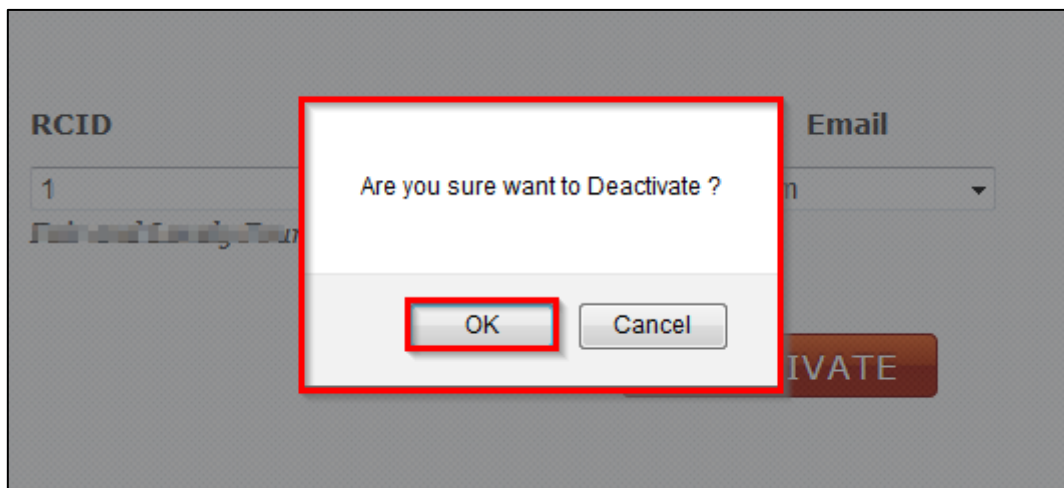 RCID
Email
1
Are you sure want to Deactivate ?
m
OK
Cancel
IVATE